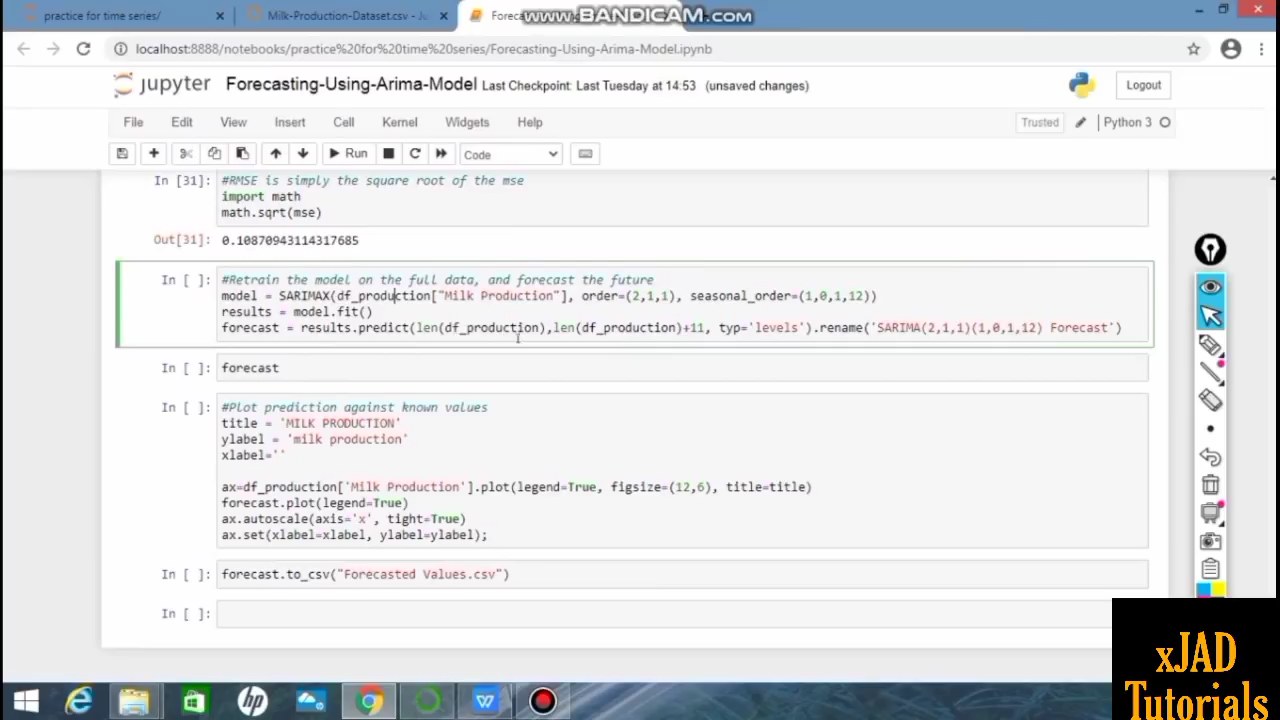 practice for time series/
Milk-Production-Dataset.csv - Ju
Foreca
WWW.BANDICAM.COM
localhost:8888/notebooks/practice%20for%20time%20series/Forecasting-Using-Arima-Model.ipynb
jupyter Forecasting-Using-Arima-Model Last Checkpoint: Last Tuesday at 14:53 (unsaved changes)
Logout
File Edit View Insert Cell Kernel Widgets Help
Trusted
Python 3
Run
Code
In [31]: #RMSE is simply the square root of the mse
import math
math.sqrt(mse)
Out[31]: 0.10870943114317685
In [ ]: #Retrain the model on the full data, and forecast the future
model = SARIMAX(df_production["Milk Production"], order=(2,1,1), seasonal_order=(1,0,1,12))
results = model.fit()
forecast = results.predict(len(df_production),len(df_production)+11, typ='levels').rename('SARIMA(2,1,1)(1,0,1,12) Forecast')
In [ ]: forecast
In [ ]: #Plot prediction against known values
title = 'MILK PRODUCTION'
ylabel = 'milk production'
xlabel=''
ax=df_production['Milk Production'].plot(legend=True, figsize=(12,6), title=title)
forecast.plot(legend=True)
ax.autoscale(axis='x', tight=True)
ax.set(xlabel=xlabel, ylabel=ylabel);
In [ ]: forecast.to_csv("Forecasted Values.csv")
In [ ]:
xJAD
Tutorials